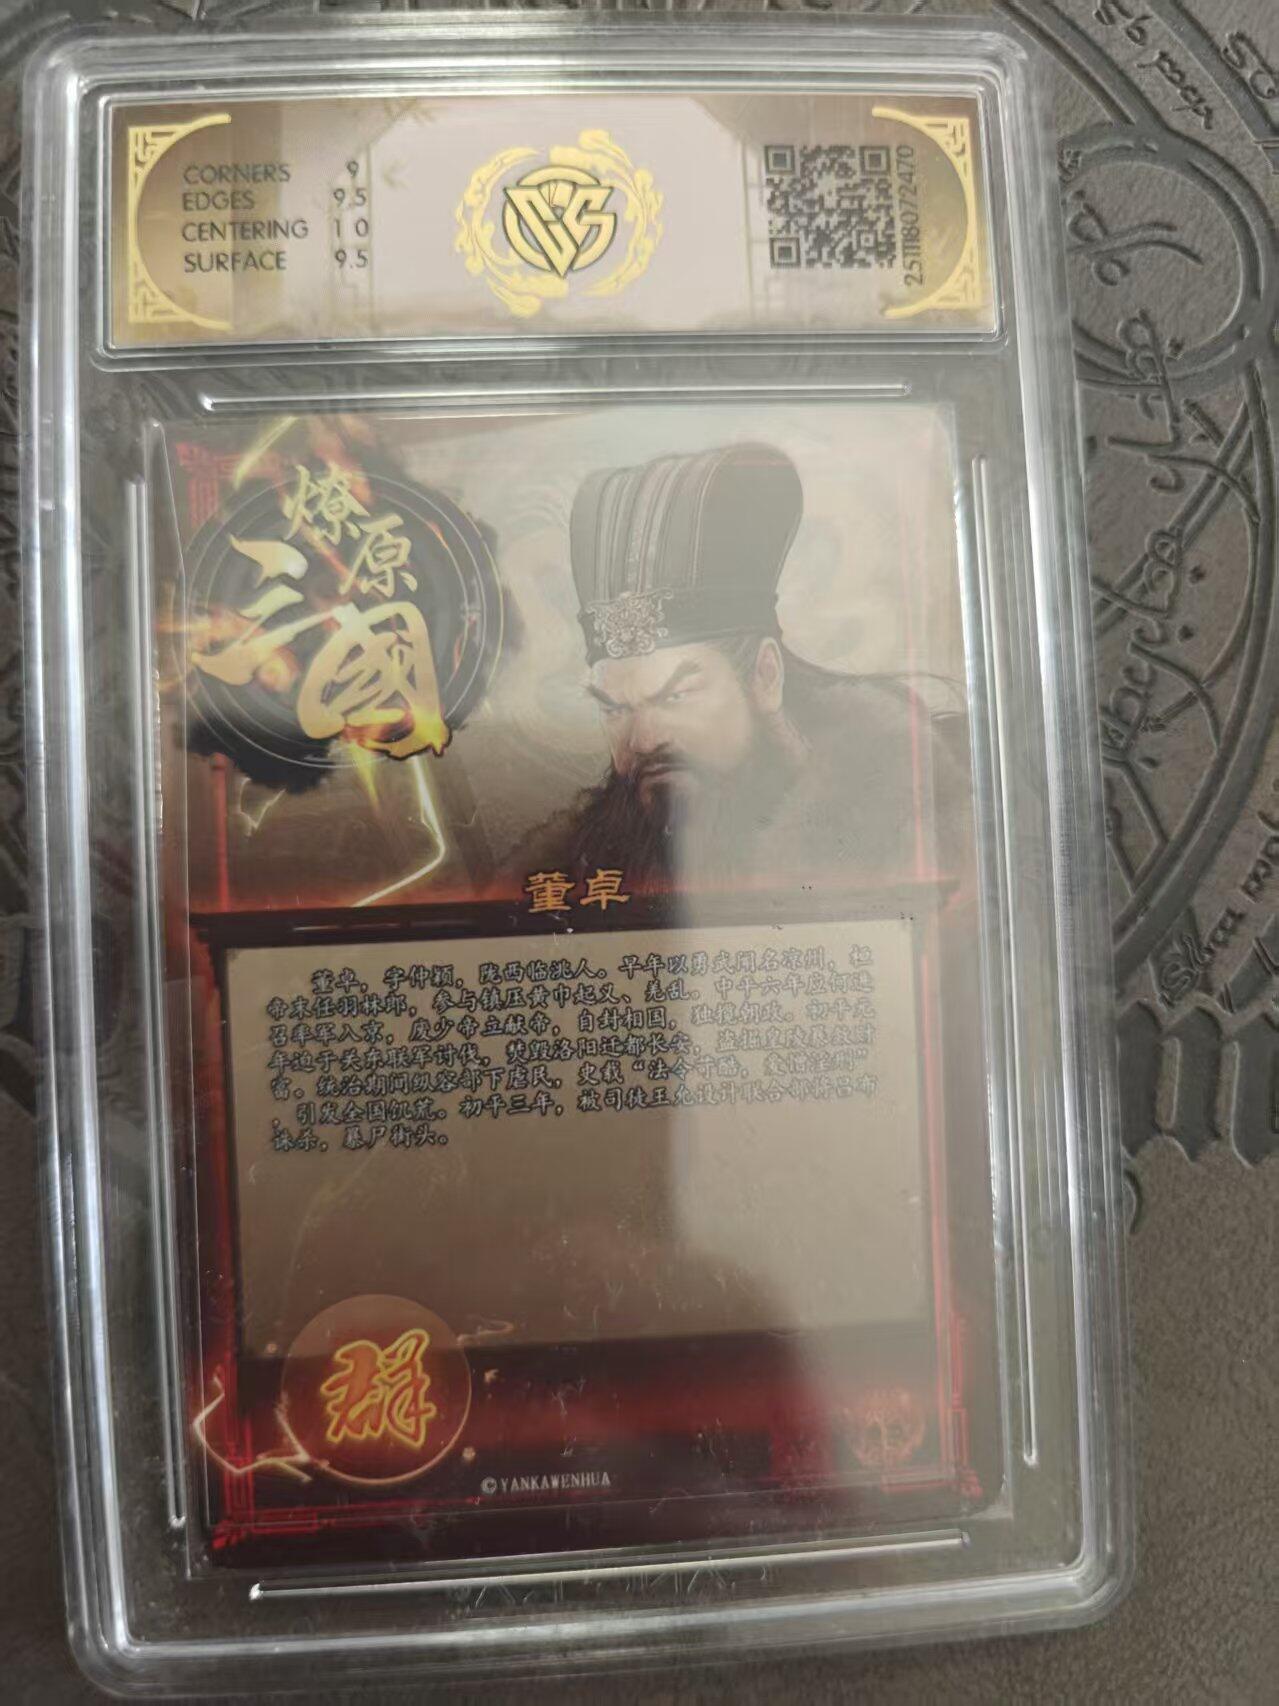 CORNERS 9
EDGES 9.5
CENTERING 10
SURFACE 9.5
251118072470
燎原
三國
董卓
董卓，字仲颖，陇西临洮人。早年以勇武闻名凉州，桓
帝末任羽林郎，参与镇压黄巾起义、羌乱。中平六年应何进
召率军入京，废少帝立献帝，自封相国，独揽朝政。初平元
年迫于关东联军讨伐，焚毁洛阳迁都长安，盗掘皇陵聚敛财
富。统治期间纵容部下虐民，史载“法令苛酷，爱憎淫刑”
，引发全国饥荒。初平三年，被司徒王允设计联合部将吕布
诛杀，暴尸街头。
群
©YANKAWENHUA